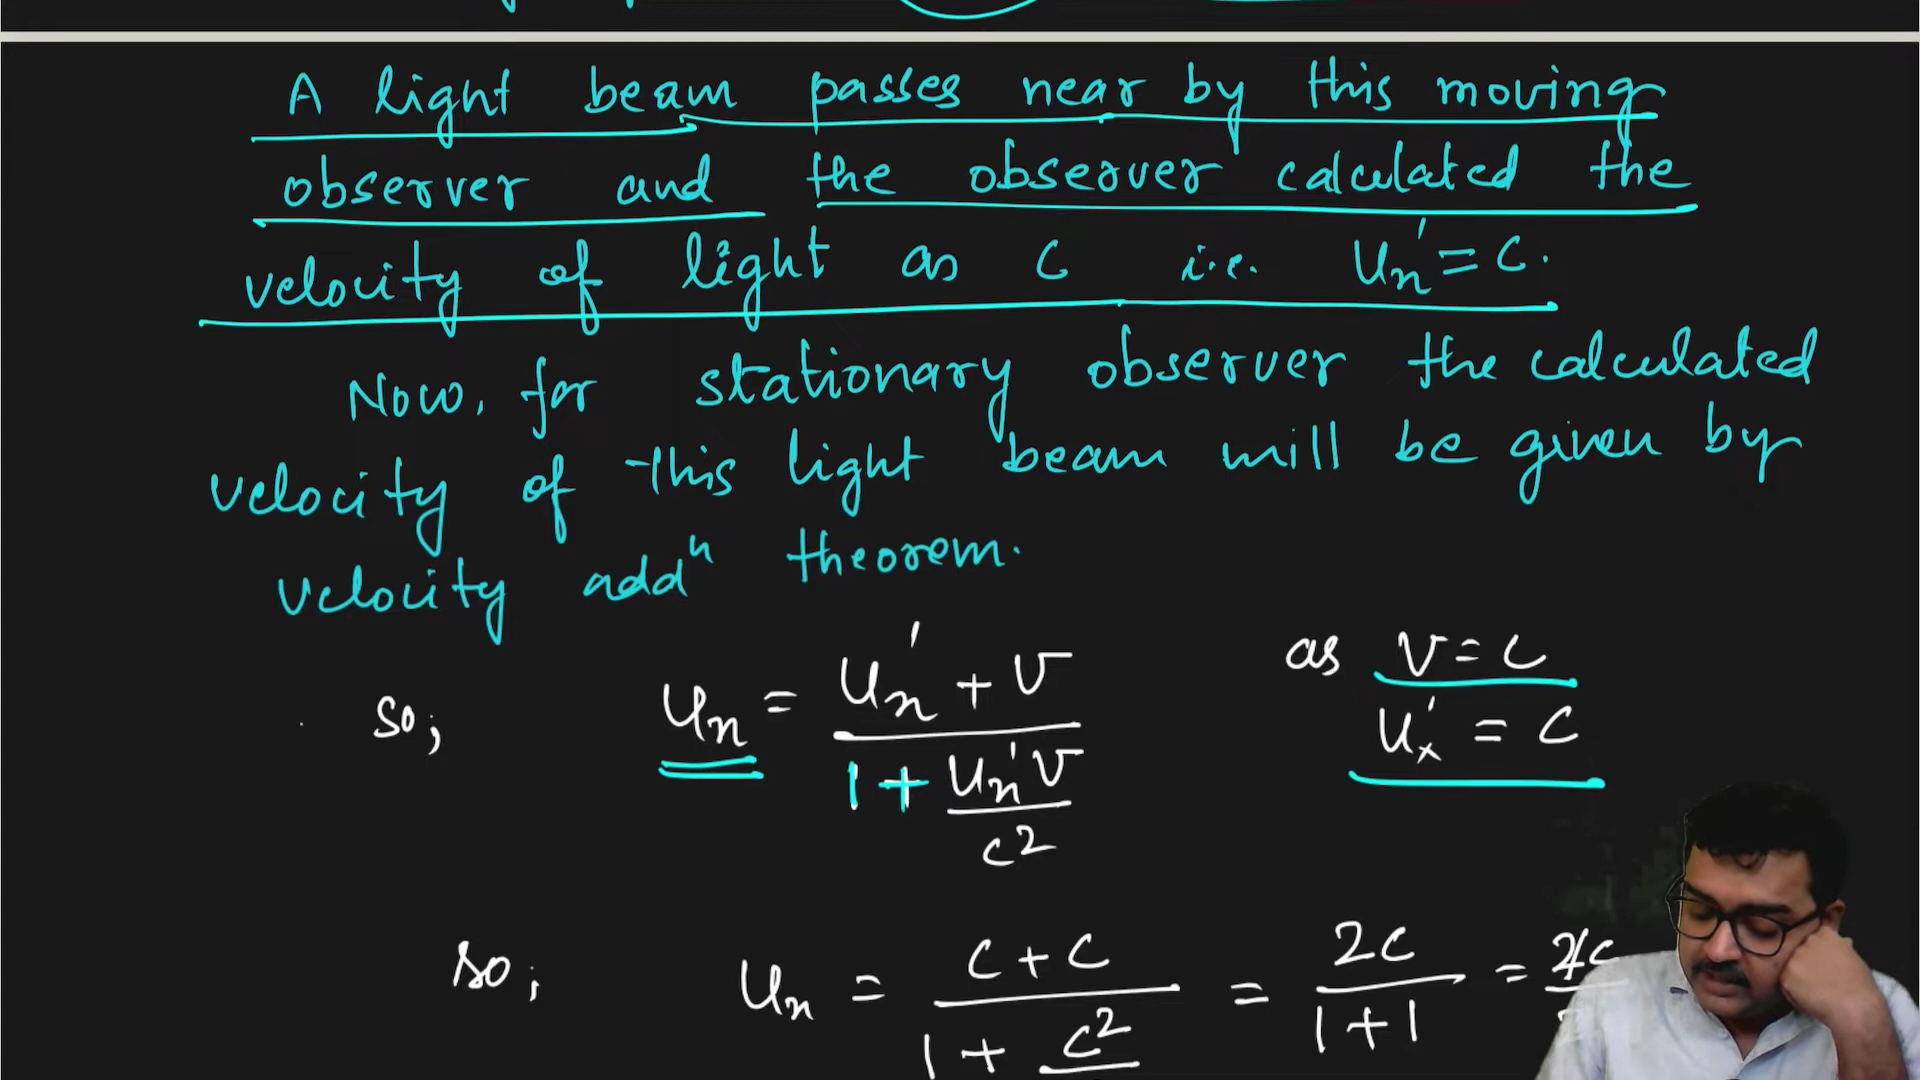 A light beam passes near by this moving
observer and the observer calculated the
velocity of light as c i.e. Ux' = c.
Now, for stationary observer the calculated
velocity of this light beam will be given by
velocity addⁿ theorem.
so; Ux = Ux' + v / 1 + Ux'v / c² as v = c
Ux' = c
so; Ux = c + c / 1 + c² = 2c / 1 + 1 = 2c